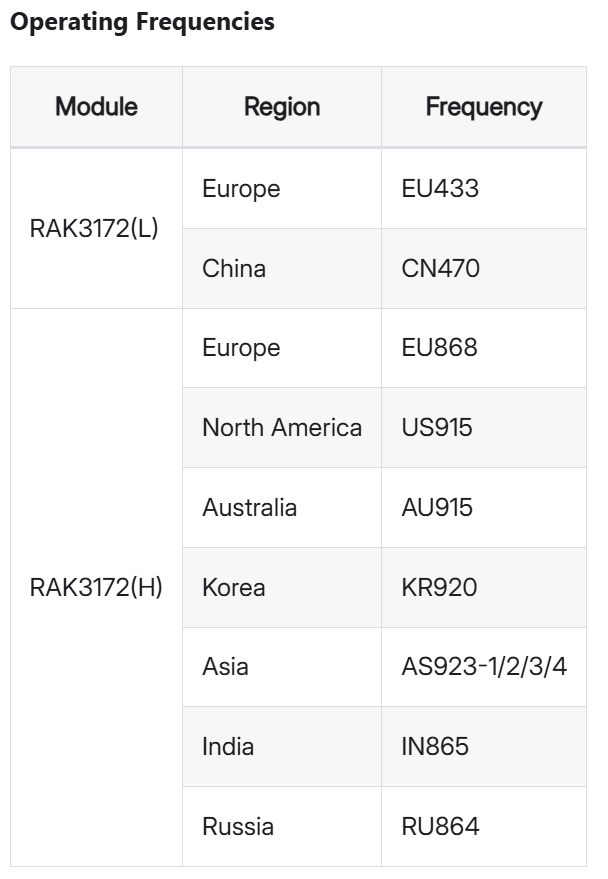 Operating Frequencies
Module Region Frequency
RAK3172(L) Europe EU433
China CN470
RAK3172(H) Europe EU868
North America US915
Australia AU915
Korea KR920
Asia AS923-1/2/3/4
India IN865
Russia RU864